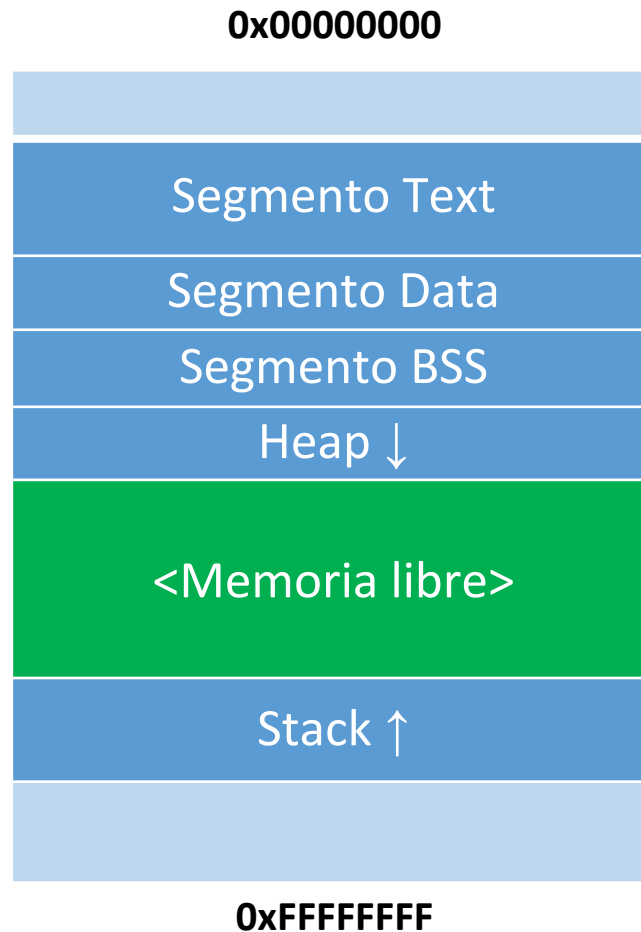 0x00000000
Segmento Text
Segmento Data
Segmento BSS
Heap ↓
<Memoria libre>
Stack ↑
0xFFFFFFFF